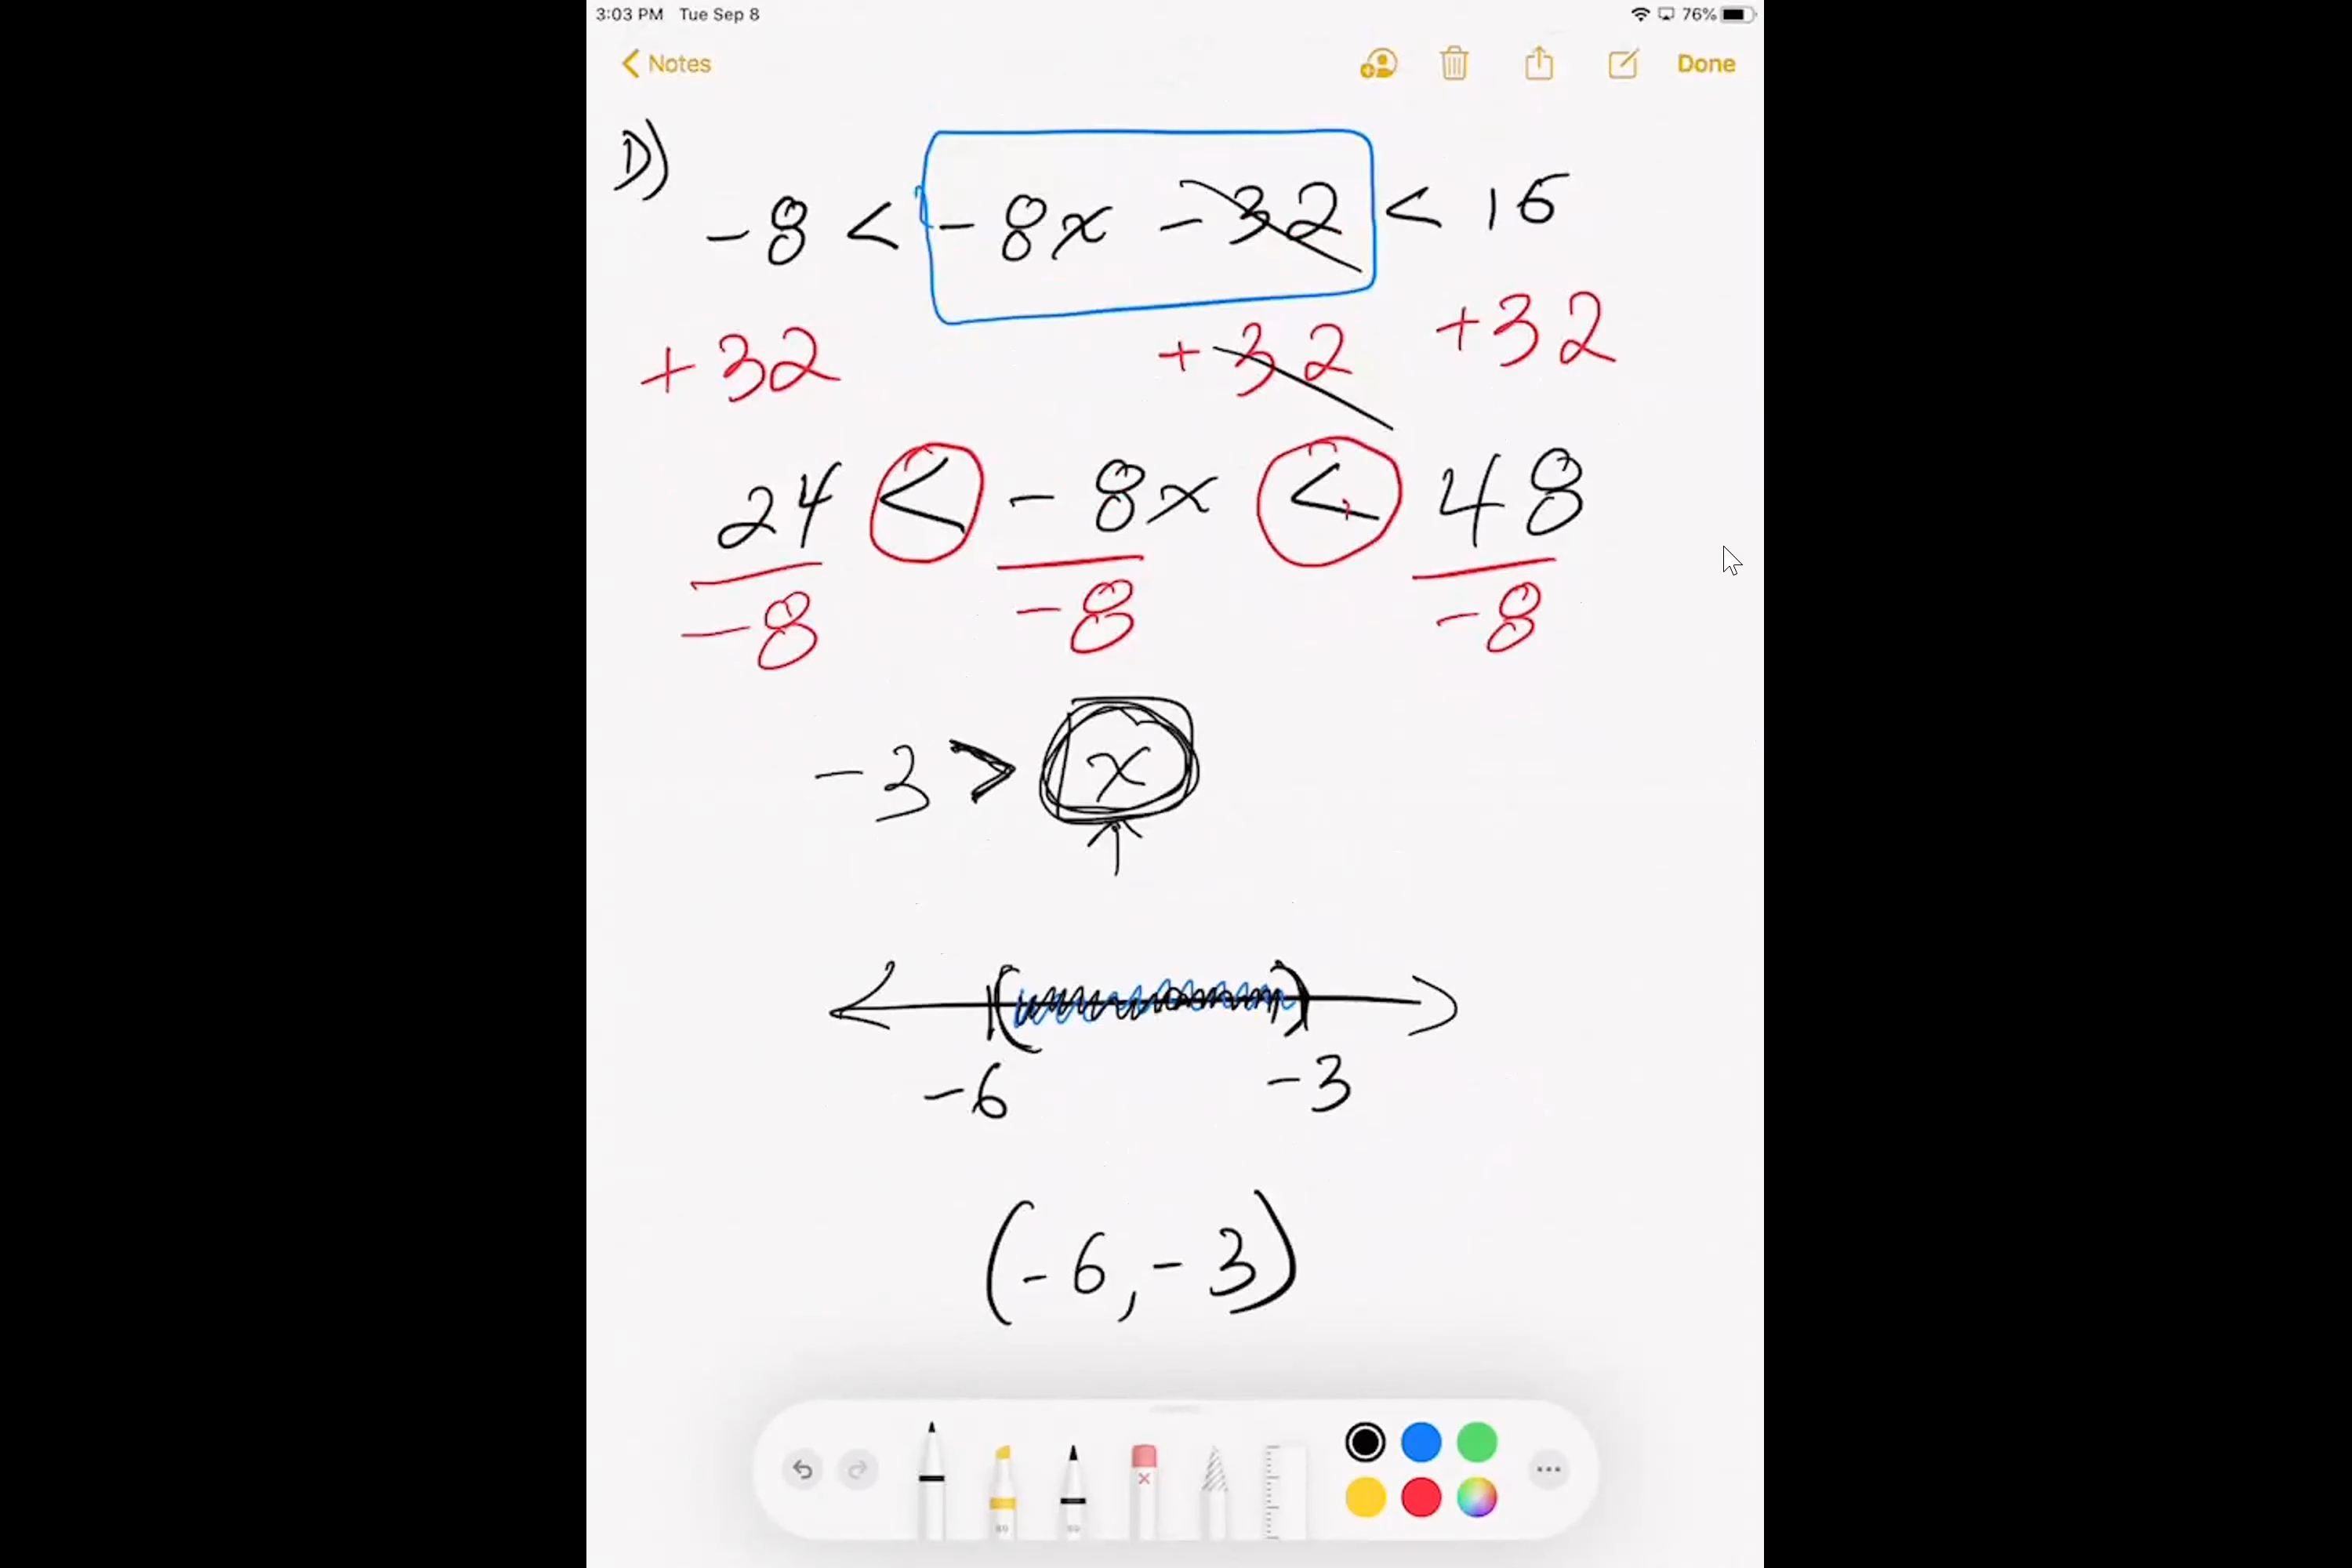 3:03 PM Tue Sep 8 76%
Notes Done
D)
-8 < -8x -32 < 16
+32 +32 +32
24 < -8x < 48
-8 -8 -8
-3 > x
-6 -3
(-6, -3)